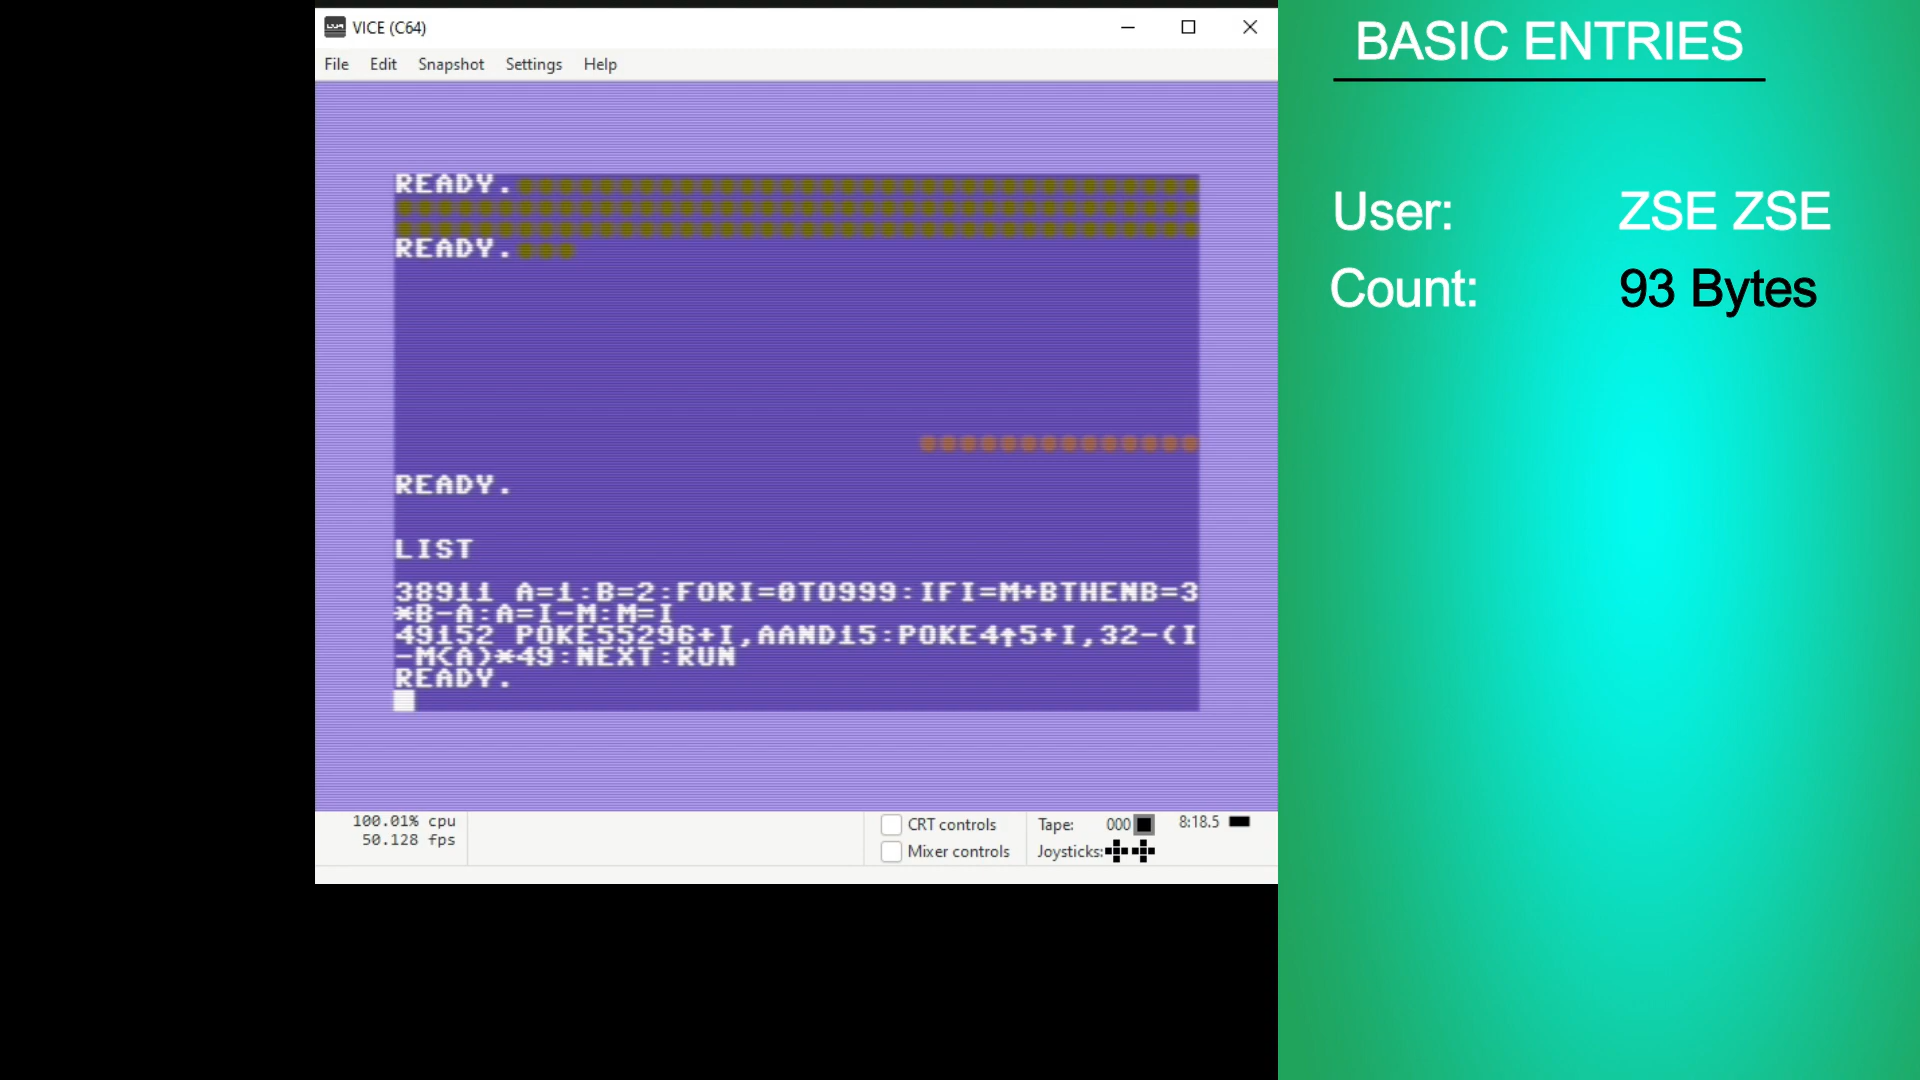 VICE (C64)
File Edit Snapshot Settings Help
READY.
READY.
READY.
LIST
38911 A=1:B=2:FORI=0TO999:IFI=M+BTHENB=3
*B-A:A=I-M:M=I
49152 POKE55296+I,AAND15:POKE4↑5+I,32-(I
-M<A)*49:NEXT:RUN
READY.
100.01% cpu
50.128 fps
CRT controls
Mixer controls
Tape: 000
Joysticks:
8:18.5
BASIC ENTRIES
User: ZSE ZSE
Count: 93 Bytes